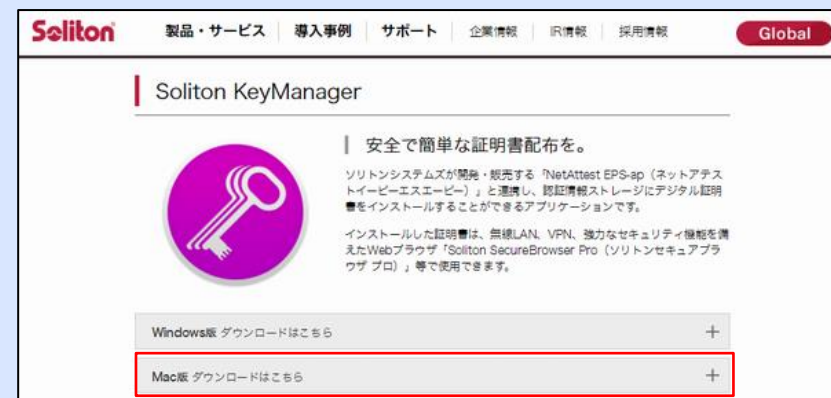 Soliton
製品・サービス 導入事例 サポート 企業情報 IR情報 採用情報 Global
Soliton KeyManager
安全で簡単な証明書配布を。
ソリトンシステムズが開発・販売する「NetAttest EPS-ap（ネットアテス
トイーピーエスエーピー）」と連携し、認証情報ストレージにデジタル証明
書をインストールすることができるアプリケーションです。
インストールした証明書は、無線LAN、VPN、強力なセキュリティ機能を備
えたWebブラウザ「Soliton SecureBrowser Pro（ソリトンセキュアブラ
ウザ プロ）」等で使用できます。
Windows版 ダウンロードはこちら
Mac版 ダウンロードはこちら